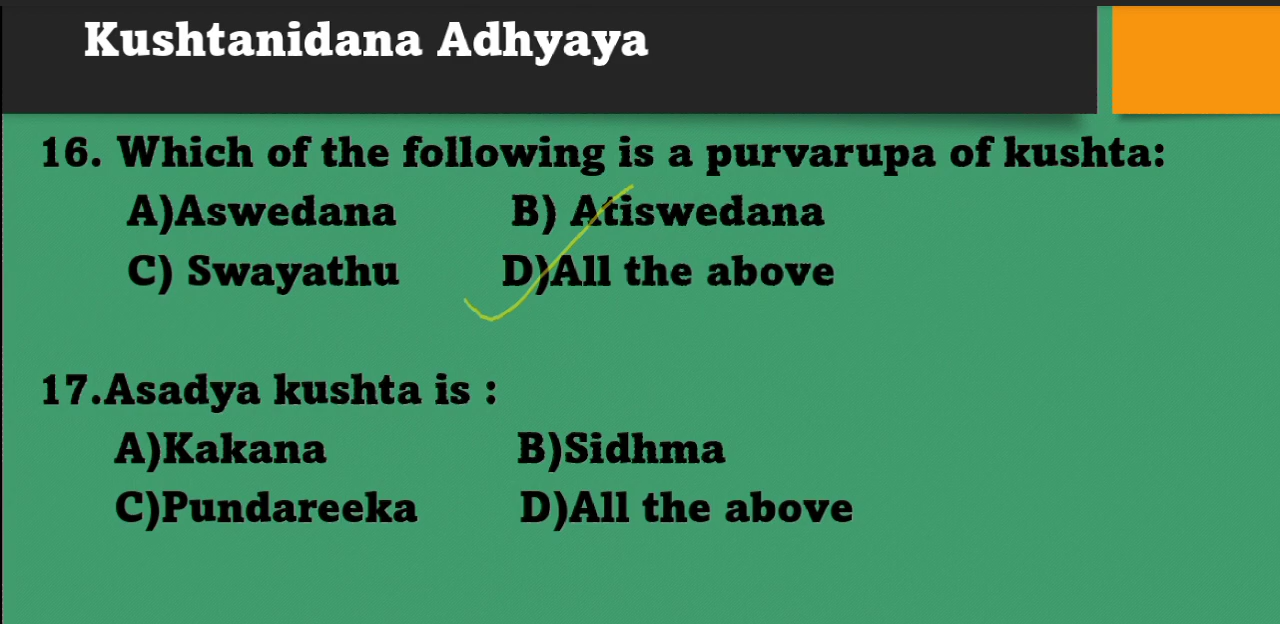 Kushtanidana Adhyaya
16. Which of the following is a purvarupa of kushta:
A)Aswedana B) Atiswedana
C) Swayathu D)All the above
17.Asadya kushta is :
A)Kakana B)Sidhma
C)Pundareeka D)All the above